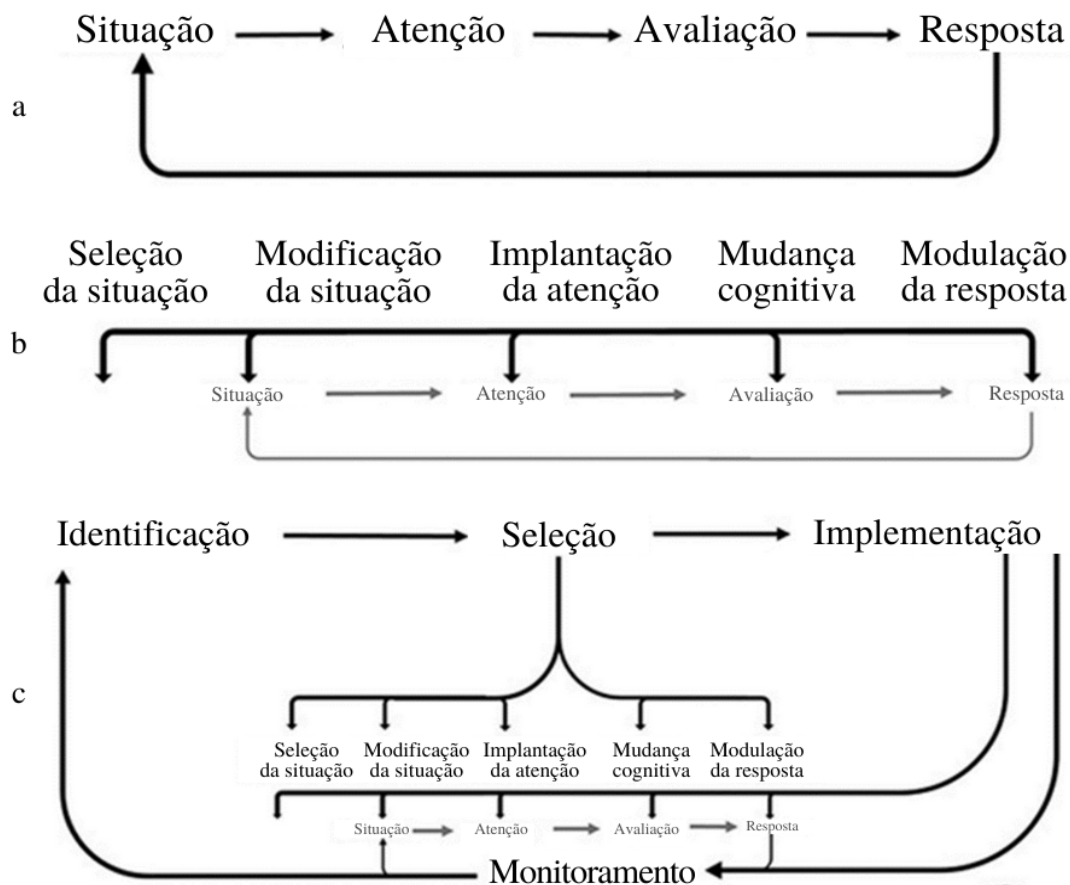 Situação Atenção Avaliação Resposta
a
Seleção da situação
Modificação da situação
Implantação da atenção
Mudança cognitiva
Modulação da resposta
b
Situação Atenção Avaliação Resposta
Identificação Seleção Implementação
c
Seleção da situação
Modificação da situação
Implantação da atenção
Mudança cognitiva
Modulação da resposta
Situação Atenção Avaliação Resposta
Monitoramento